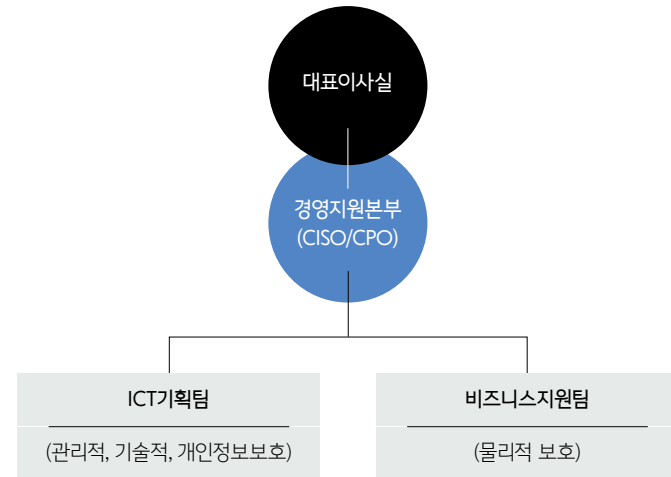 대표이사실
경영지원본부
(CISO/CPO)
ICT기획팀
(관리적, 기술적, 개인정보보호)
비즈니스지원팀
(물리적 보호)